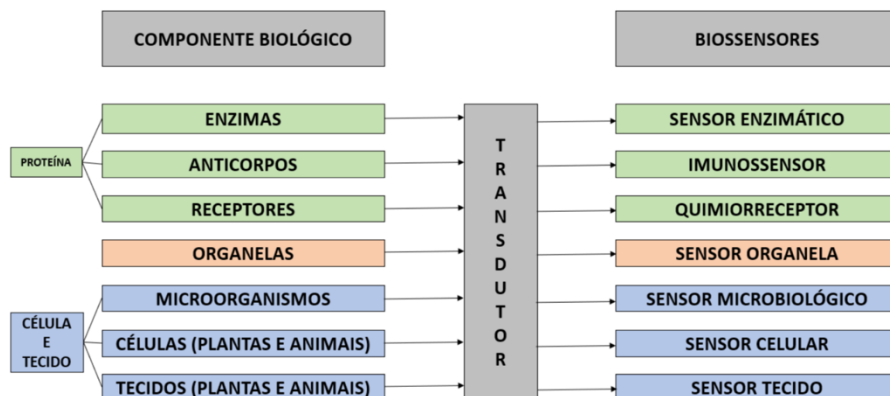 COMPONENTE BIOLÓGICO
BIOSSENSORES
PROTEÍNA
ENZIMAS
ANTICORPOS
RECEPTORES
ORGANELAS
CÉLULA
E
TECIDO
MICROORGANISMOS
CÉLULAS (PLANTAS E ANIMAIS)
TECIDOS (PLANTAS E ANIMAIS)
T
R
A
N
S
D
U
T
O
R
SENSOR ENZIMÁTICO
IMUNOSSENSOR
QUIMIORRECEPTOR
SENSOR ORGANELA
SENSOR MICROBIOLÓGICO
SENSOR CELULAR
SENSOR TECIDO